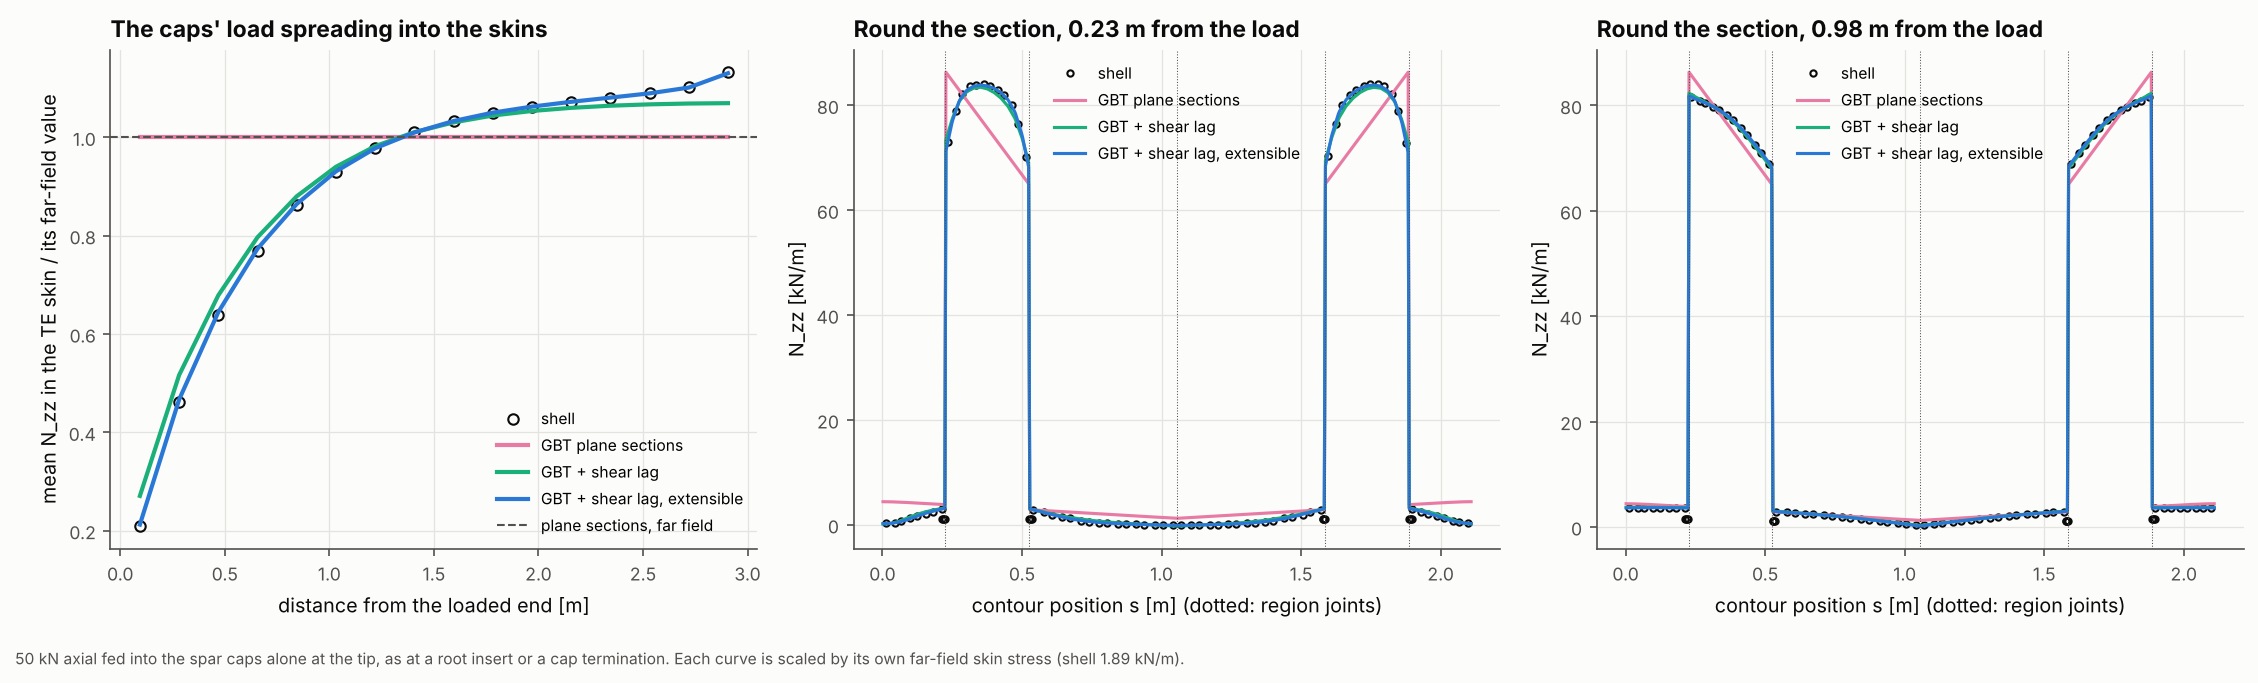 The caps' load spreading into the skins
mean N_zz in the TE skin / its far-field value
1.0
0.8
0.6
0.4
0.2
shell
GBT plane sections
GBT + shear lag
GBT + shear lag, extensible
plane sections, far field
0.0 0.5 1.0 1.5 2.0 2.5 3.0
distance from the loaded end [m]
Round the section, 0.23 m from the load
shell
GBT plane sections
GBT + shear lag
GBT + shear lag, extensible
N_zz [kN/m]
80
60
40
20
0
0.0 0.5 1.0 1.5 2.0
contour position s [m] (dotted: region joints)
Round the section, 0.98 m from the load
shell
GBT plane sections
GBT + shear lag
GBT + shear lag, extensible
N_zz [kN/m]
80
60
40
20
0
0.0 0.5 1.0 1.5 2.0
contour position s [m] (dotted: region joints)
50 kN axial fed into the spar caps alone at the tip, as at a root insert or a cap termination. Each curve is scaled by its own far-field skin stress (shell 1.89 kN/m).